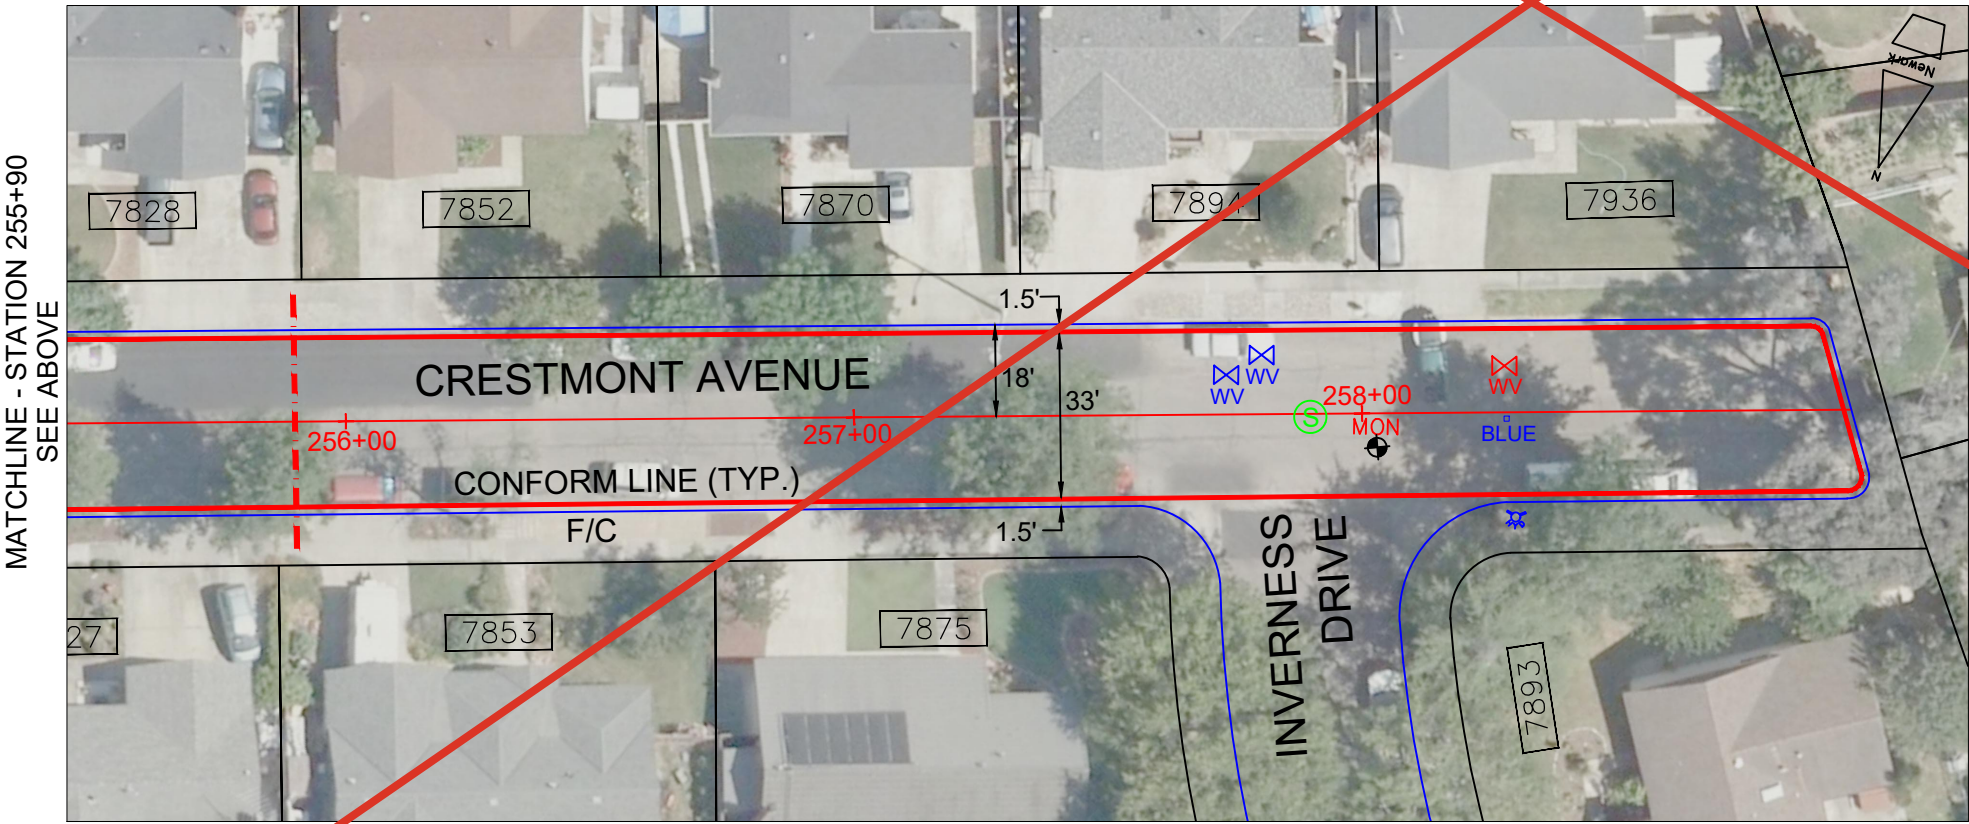 MATCHLINE - STATION 255+90
SEE ABOVE
7828
7852
7870
7894
7936
Newark
N
1.5'
CRESTMONT AVENUE
18'
33'
WV
WV
WV
256+00
257+00
S
258+00
MON
BLUE
CONFORM LINE (TYP.)
F/C
1.5'
INVERNESS
DRIVE
27
7853
7875
7893